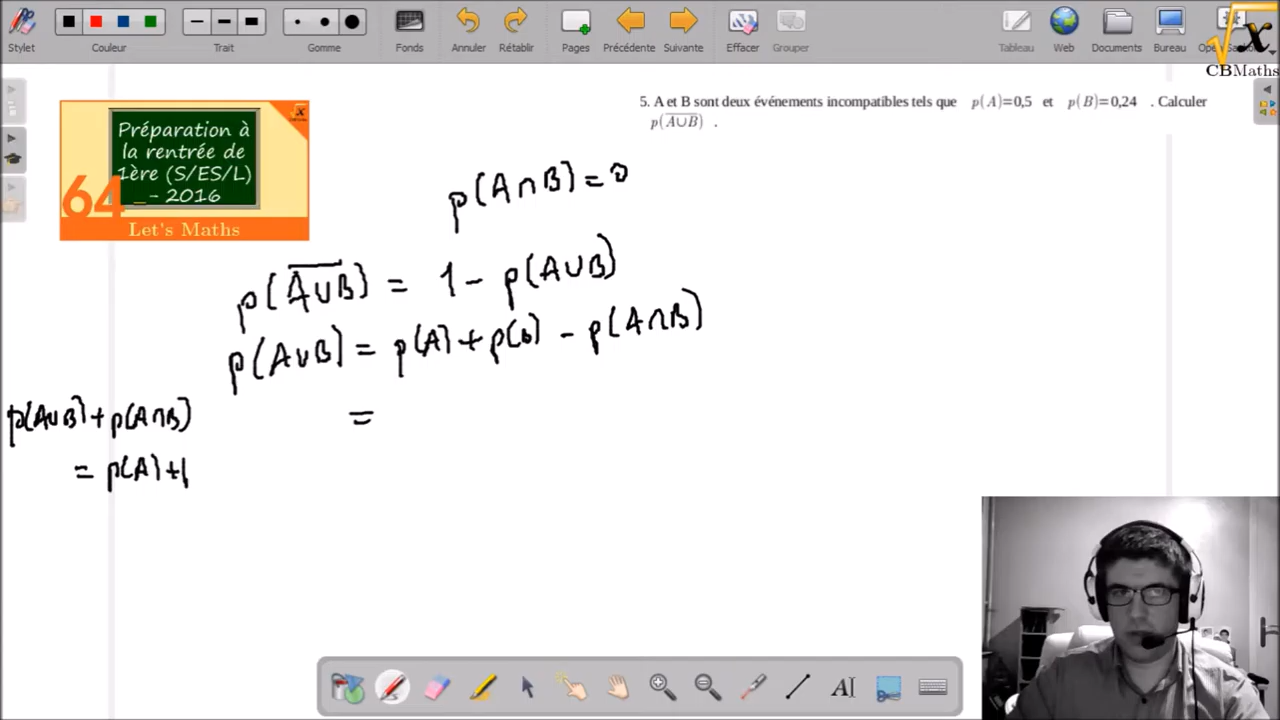 Stylet
Couleur
Trait
Gomme
Fonds
Annuler
Rétablir
Pages
Précédente
Suivante
Effacer
Grouper
Tableau
Web
Documents
Bureau
CBMaths
5. A et B sont deux événements incompatibles tels que p(A)=0,5 et p(B)=0,24 . Calculer
p(A̅∪̅B̅) .
Préparation à
la rentrée de
1ère (S/ES/L)
_ - 2016
64
Let's Maths
p(A∩B)=0
p(A̅∪̅B̅) = 1 - p(A∪B)
p(A∪B) = p(A)+p(B) - p(A∩B)
=
p(A∪B)+p(A∩B)
= p(A)+
AI